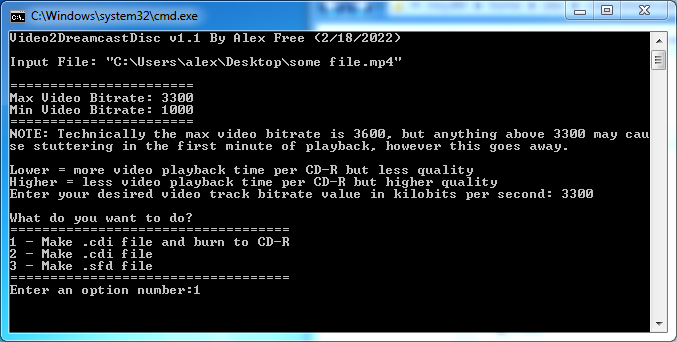 C:\Windows\system32\cmd.exe
Video2DreamcastDisc v1.1 By Alex Free (2/18/2022)
Input File: "C:\Users\alex\Desktop\some file.mp4"
=======================
Max Video Bitrate: 3300
Min Video Bitrate: 1000
=======================
NOTE: Technically the max video bitrate is 3600, but anything above 3300 may cau
se stuttering in the first minute of playback, however this goes away.
Lower = more video playback time per CD-R but less quality
Higher = less video playback time per CD-R but higher quality
Enter your desired video track bitrate value in kilobits per second: 3300
What do you want to do?
===================================
1 - Make .cdi file and burn to CD-R
2 - Make .cdi file
3 - Make .sfd file
===================================
Enter an option number:1